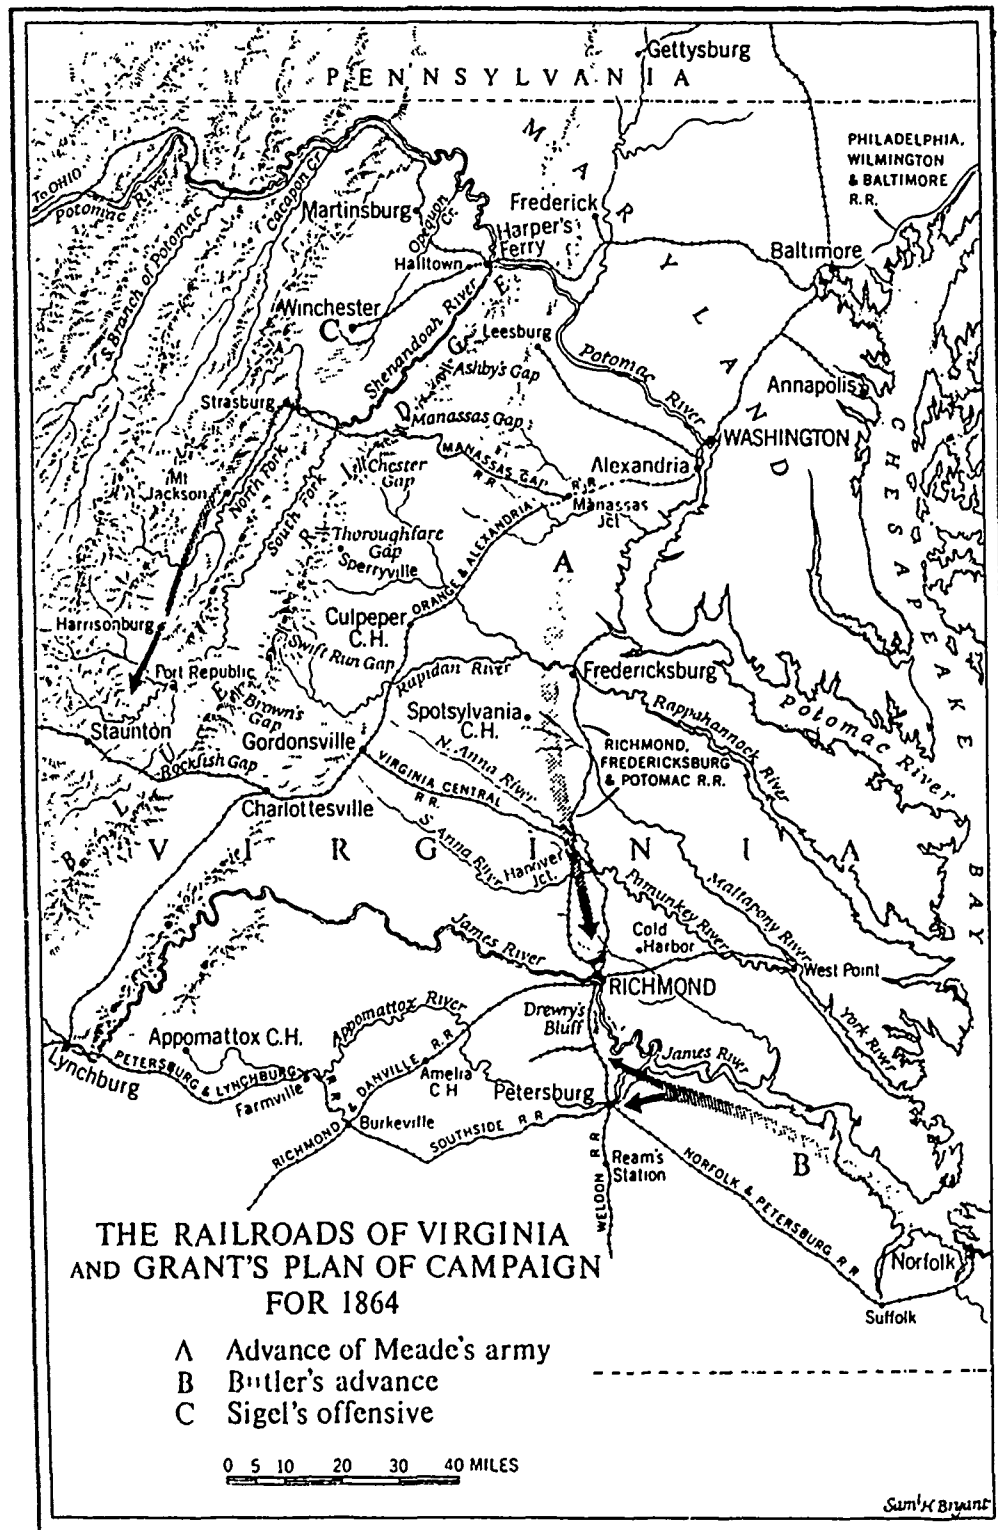 Gettysburg
PENNSYLVANIA
MARYLAND
PHILADELPHIA,
WILMINGTON
& BALTIMORE
R.R.
To OHIO
Potomac River
S. Branch of Potomac
Cacapon Cr.
Martinsburg
Opequon
Cr.
Frederick
Harper's
Ferry
Halltown
Baltimore
Winchester
C
Shenandoah River
Leesburg
Ashby's Gap
Potomac River
Annapolis
Strasburg
Manassas Gap
WASHINGTON
MANASSAS GAP
R.R.
Alexandria
Chester
Gap
Mt
Jackson
North Fork
South Fork
R.R.
Manassas
Jct.
CHESAPEAKE BAY
Thoroughfare
Gap
Sperryville
ORANGE & ALEXANDRIA
A
Culpeper
C.H.
Harrisonburg
Swift Run Gap
Port Republic
Rapidan River
Fredericksburg
Brown's
Gap
Spotsylvania
C.H.
Rappahannock River
Potomac River
Staunton
Gordonsville
Rockfish Gap
N. Anna River
RICHMOND,
FREDERICKSBURG
& POTOMAC R.R.
VIRGINIA CENTRAL
R.R.
Charlottesville
BLUE RIDGE
S. Anna River
VIRGINIA
Hanover
Jct.
Pamunkey River
Mattapony River
James River
Cold
Harbor
West Point
RICHMOND
York River
Drewry's
Bluff
Appomattox River
Appomattox C.H.
James River
Lynchburg
PETERSBURG & LYNCHBURG
R R
Farmville
Amelia
C H
Petersburg
RICHMOND & DANVILLE R.R
Burkeville
SOUTHSIDE R R
Ream's
Station
WELDON R R
NORFOLK & PETERSBURG R R
B
Norfolk
Suffolk
THE RAILROADS OF VIRGINIA
AND GRANT'S PLAN OF CAMPAIGN
FOR 1864
A Advance of Meade's army
B Butler's advance
C Sigel's offensive
0 5 10 20 30 40 MILES
Sam'l H Bryant